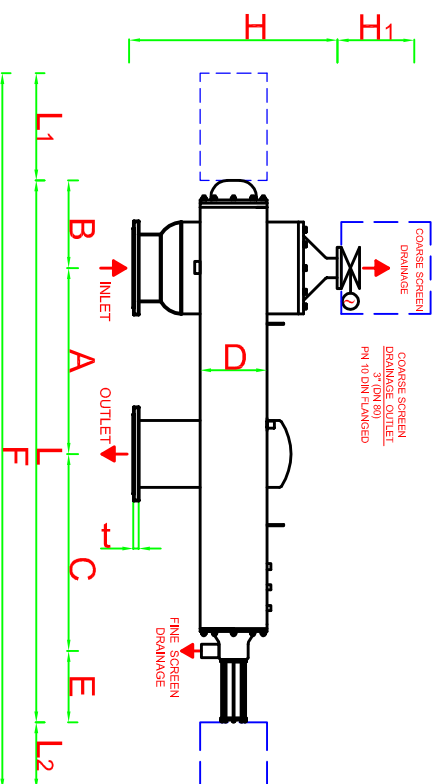 H
H1
COARSE SCREEN
DRAINAGE
COARSE SCREEN
DRAINAGE OUTLET
3" (DN 80)
PN 10 DIN FLANGED
~
D
INLET
OUTLET
t
FINE SCREEN
DRAINAGE
B
A
C
E
L1
L
L2
F